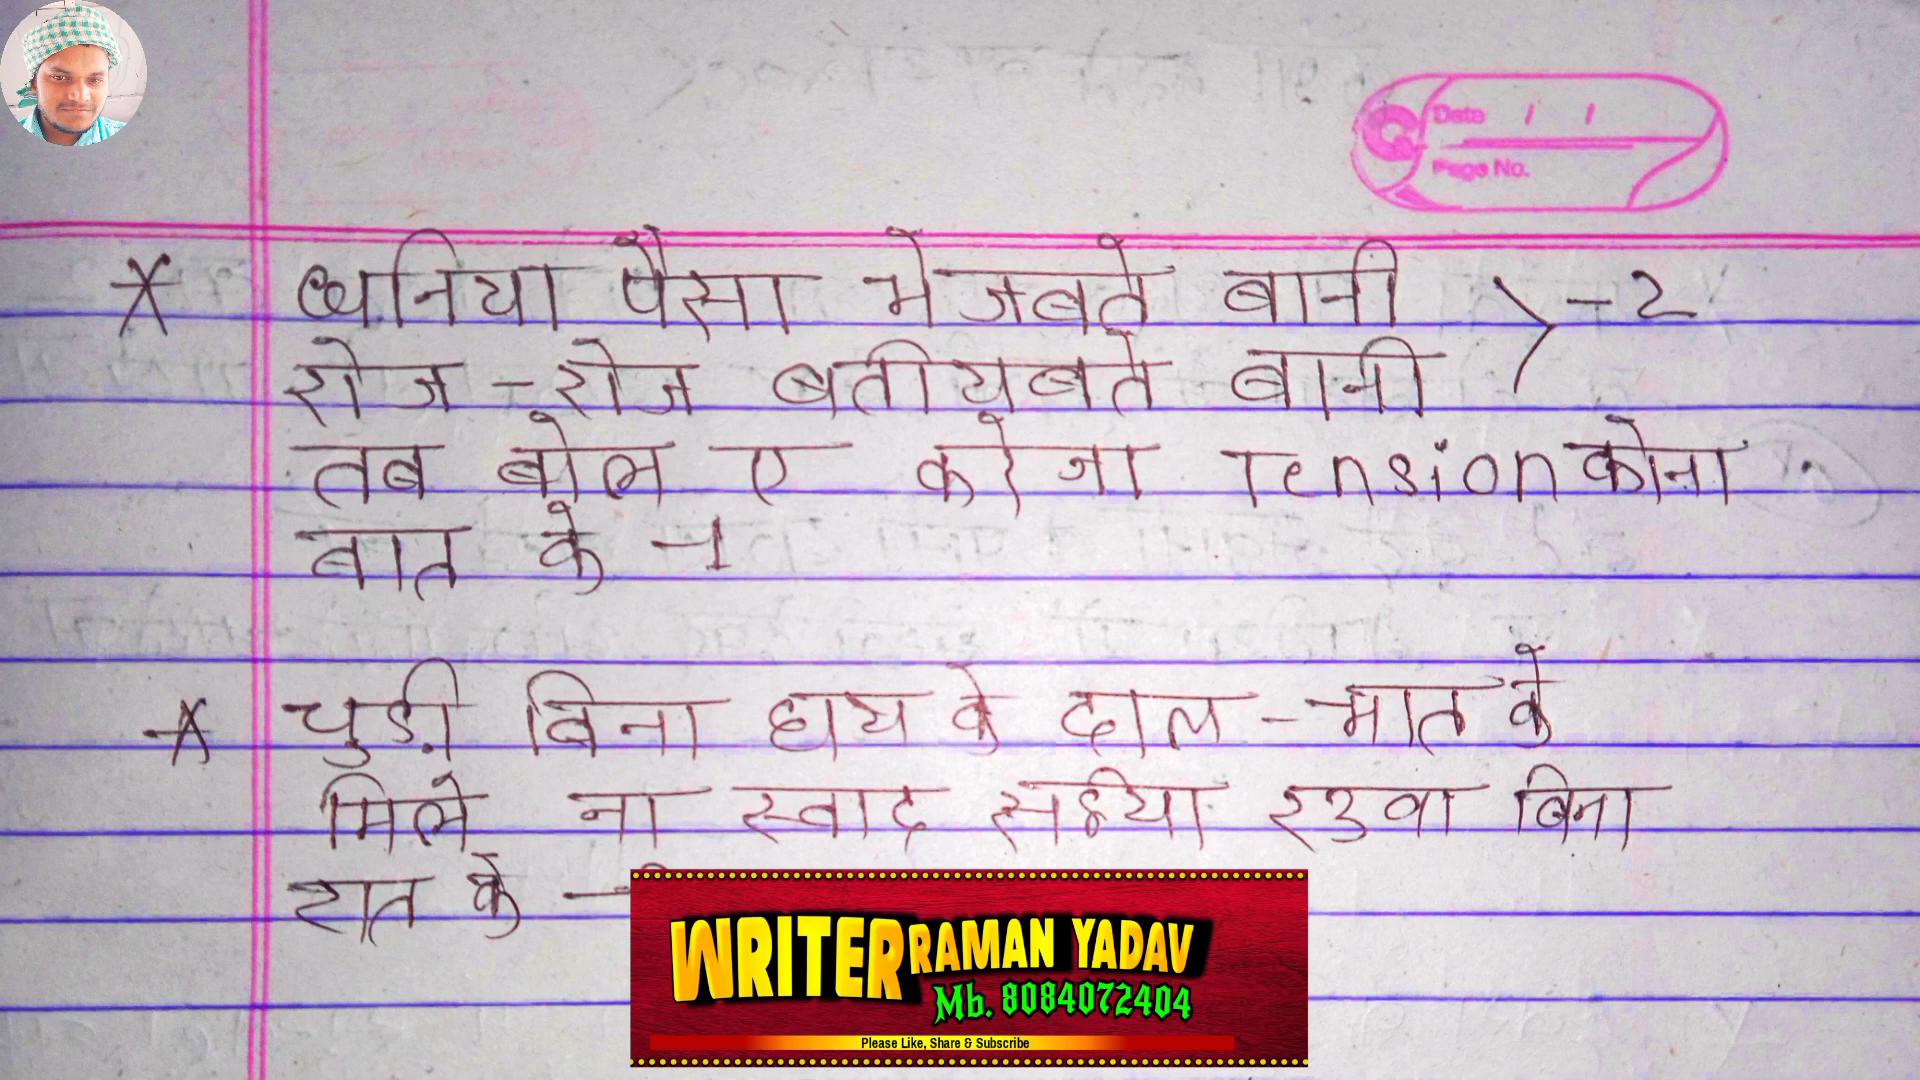 Date / /
Page No.
* धनिया पैसा भेजबते बानी > -2
रोज - रोज बतीयबते बानी
तब बोल ए करेजा Tension कोना
बात के -1
* चुड़ी बिना हाथ के दाल - भात के
मिले ना स्वाद सईया रउवा बिना
रात के -
WRITER RAMAN YADAV
Mb. 8084072404
Please Like, Share & Subscribe